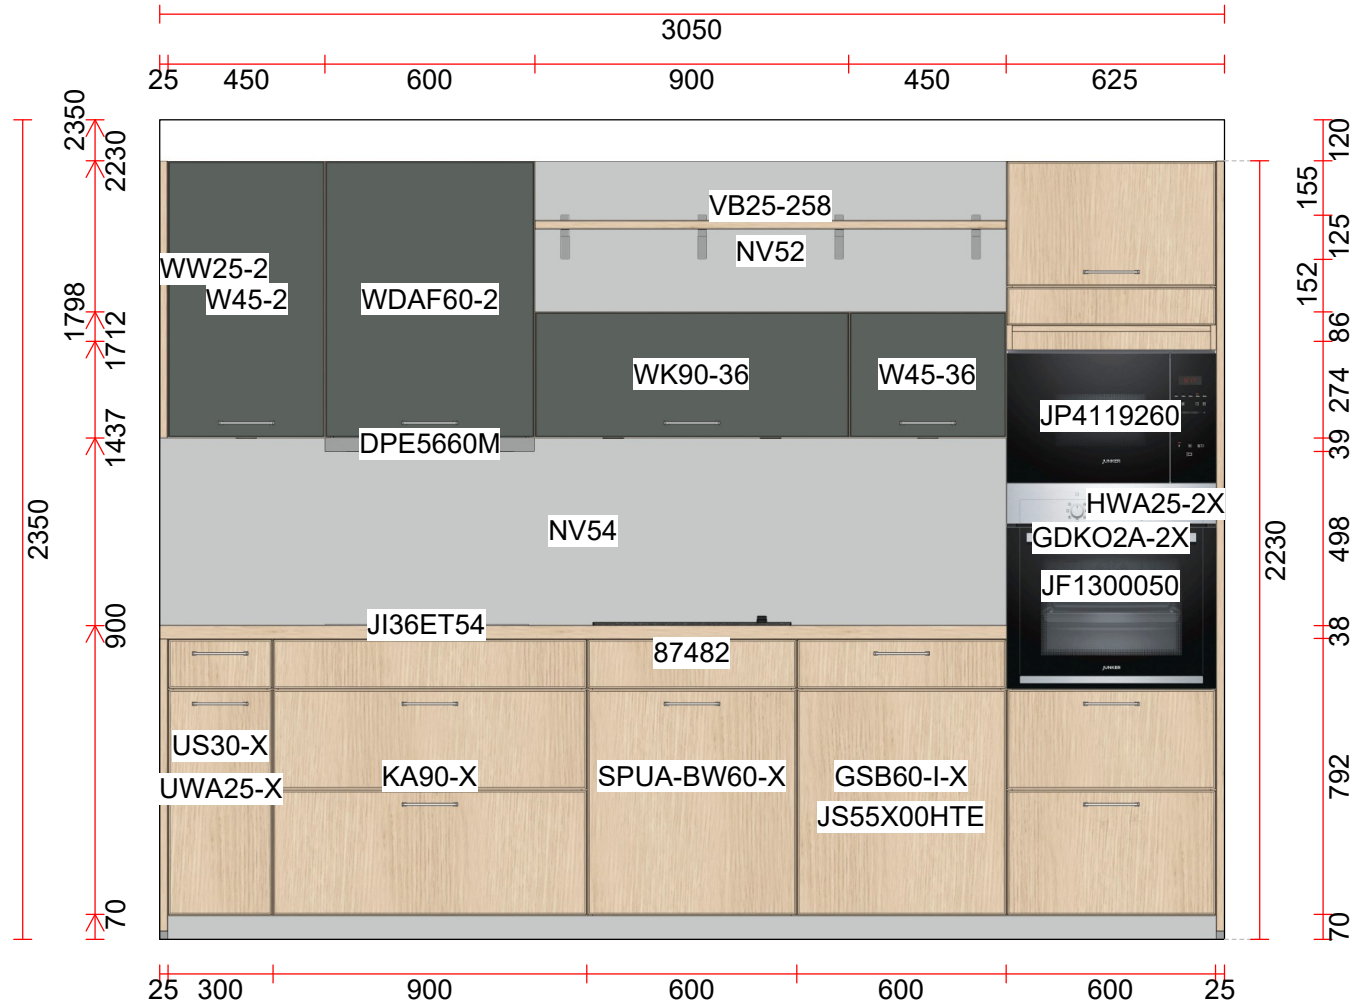 3050
25 450 600 900 450 625
2350
2230
1798
1712
1437
900
70
2350
120
155
125
152
86
274
39
498
38
792
70
2230
VB25-258
NV52
WW25-2
W45-2
WDAF60-2
WK90-36
W45-36
JP4119260
DPE5660M
JUNKER
HWA25-2X
NV54
GDKO2A-2X
JF1300050
JI36ET54
87482
JUNKER
US30-X
UWA25-X
KA90-X
SPUA-BW60-X
GSB60-I-X
JS55X00HTE
25 300 900 600 600 600 25